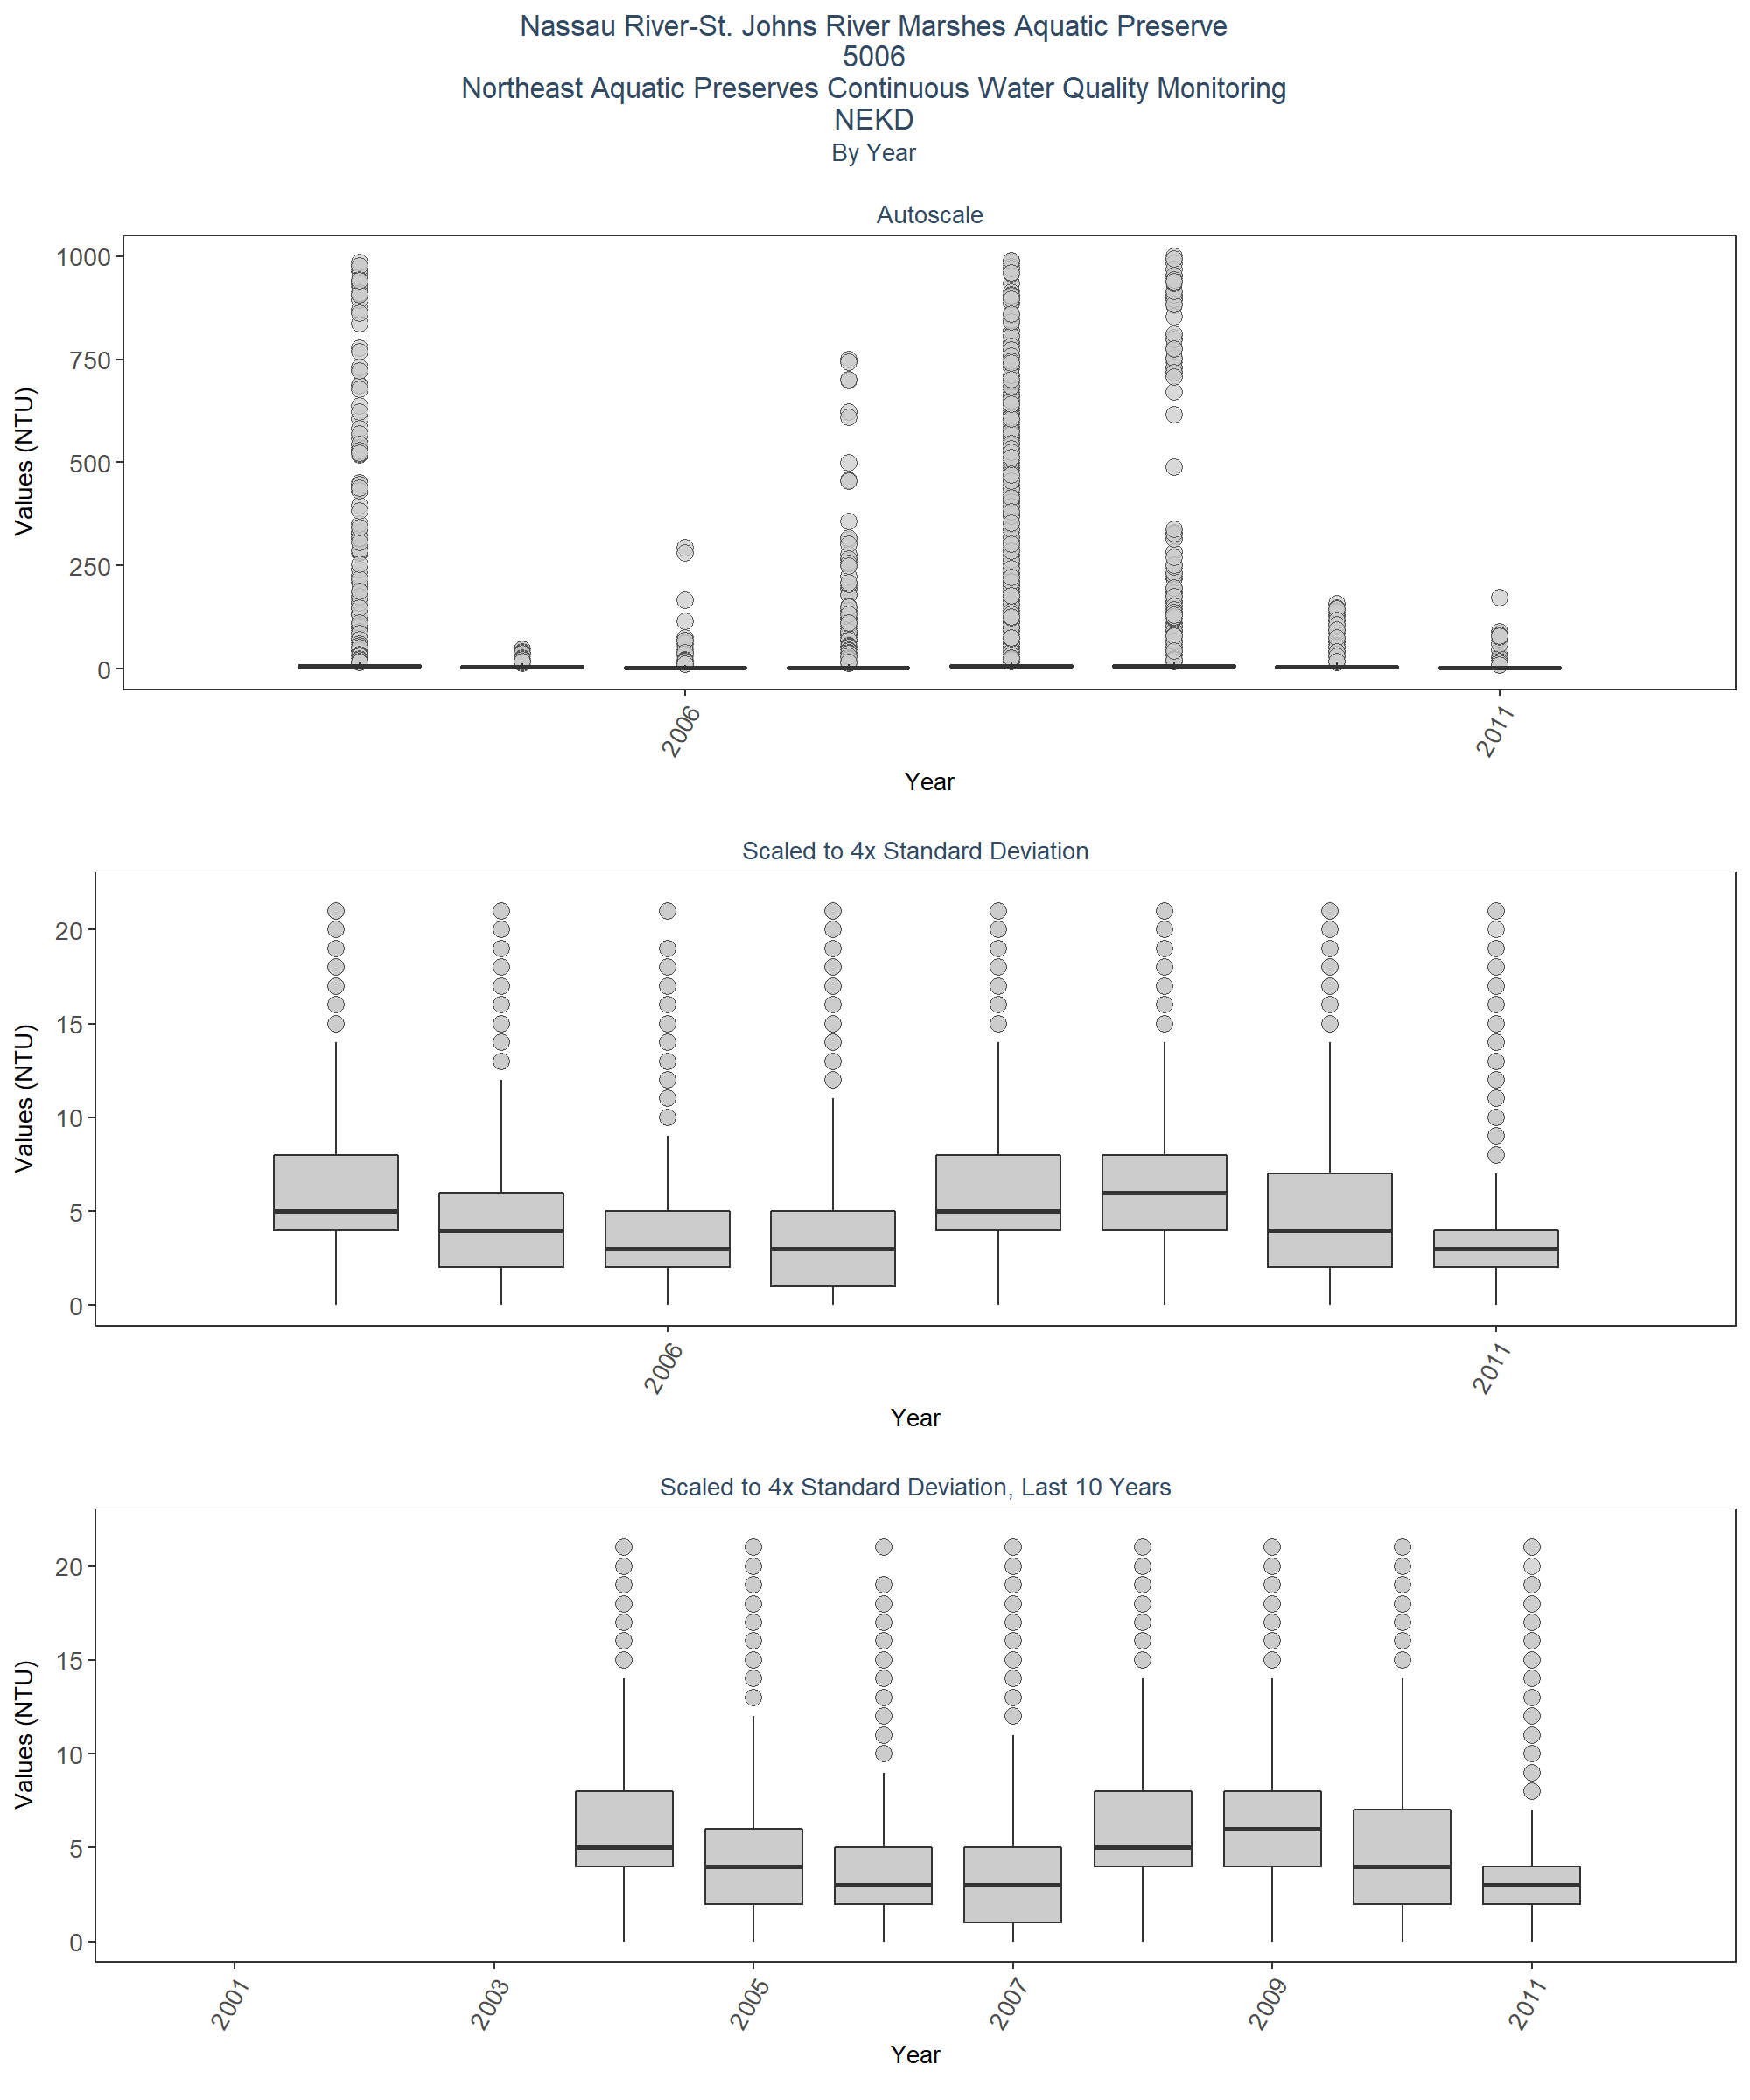 Nassau River-St. Johns River Marshes Aquatic Preserve
5006
Northeast Aquatic Preserves Continuous Water Quality Monitoring
NEKD
By Year
Autoscale
Values (NTU)
1000
750
500
250
0
2006
2011
Year
Scaled to 4x Standard Deviation
Values (NTU)
20
15
10
5
0
2006
2011
Year
Scaled to 4x Standard Deviation, Last 10 Years
Values (NTU)
20
15
10
5
0
2001
2003
2005
2007
2009
2011
Year